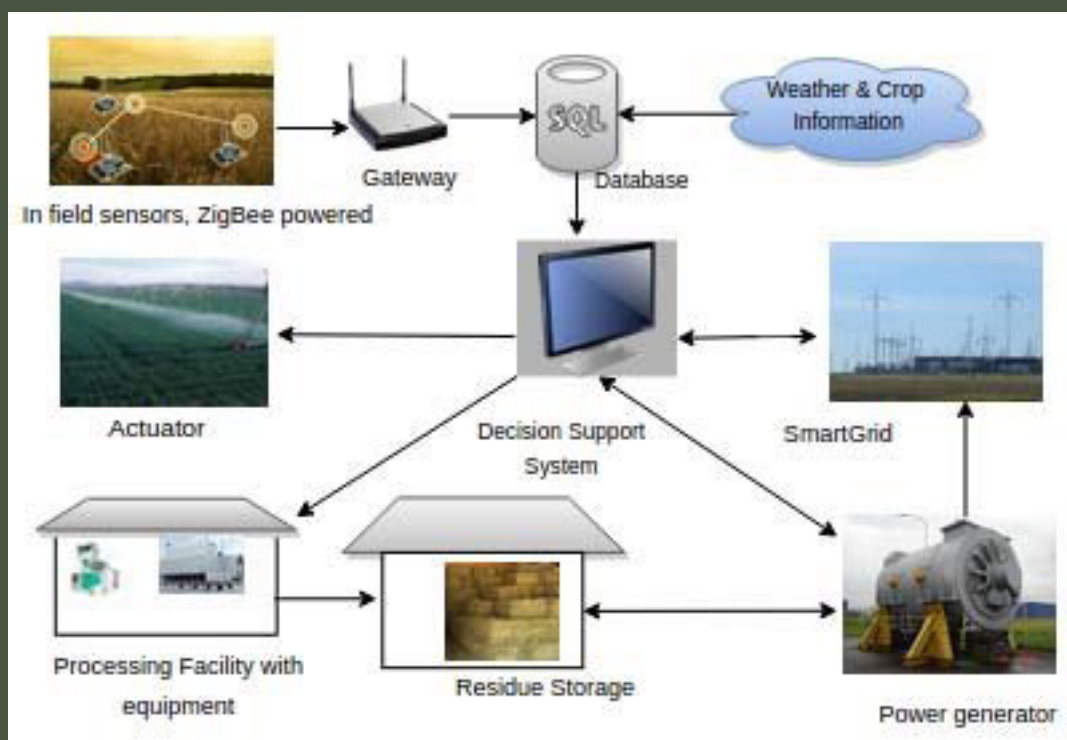 Weather & Crop
Information
SQL
Gateway
Database
In field sensors, ZigBee powered
Actuator
Decision Support
System
SmartGrid
Processing Facility with
equipment
Residue Storage
Power generator